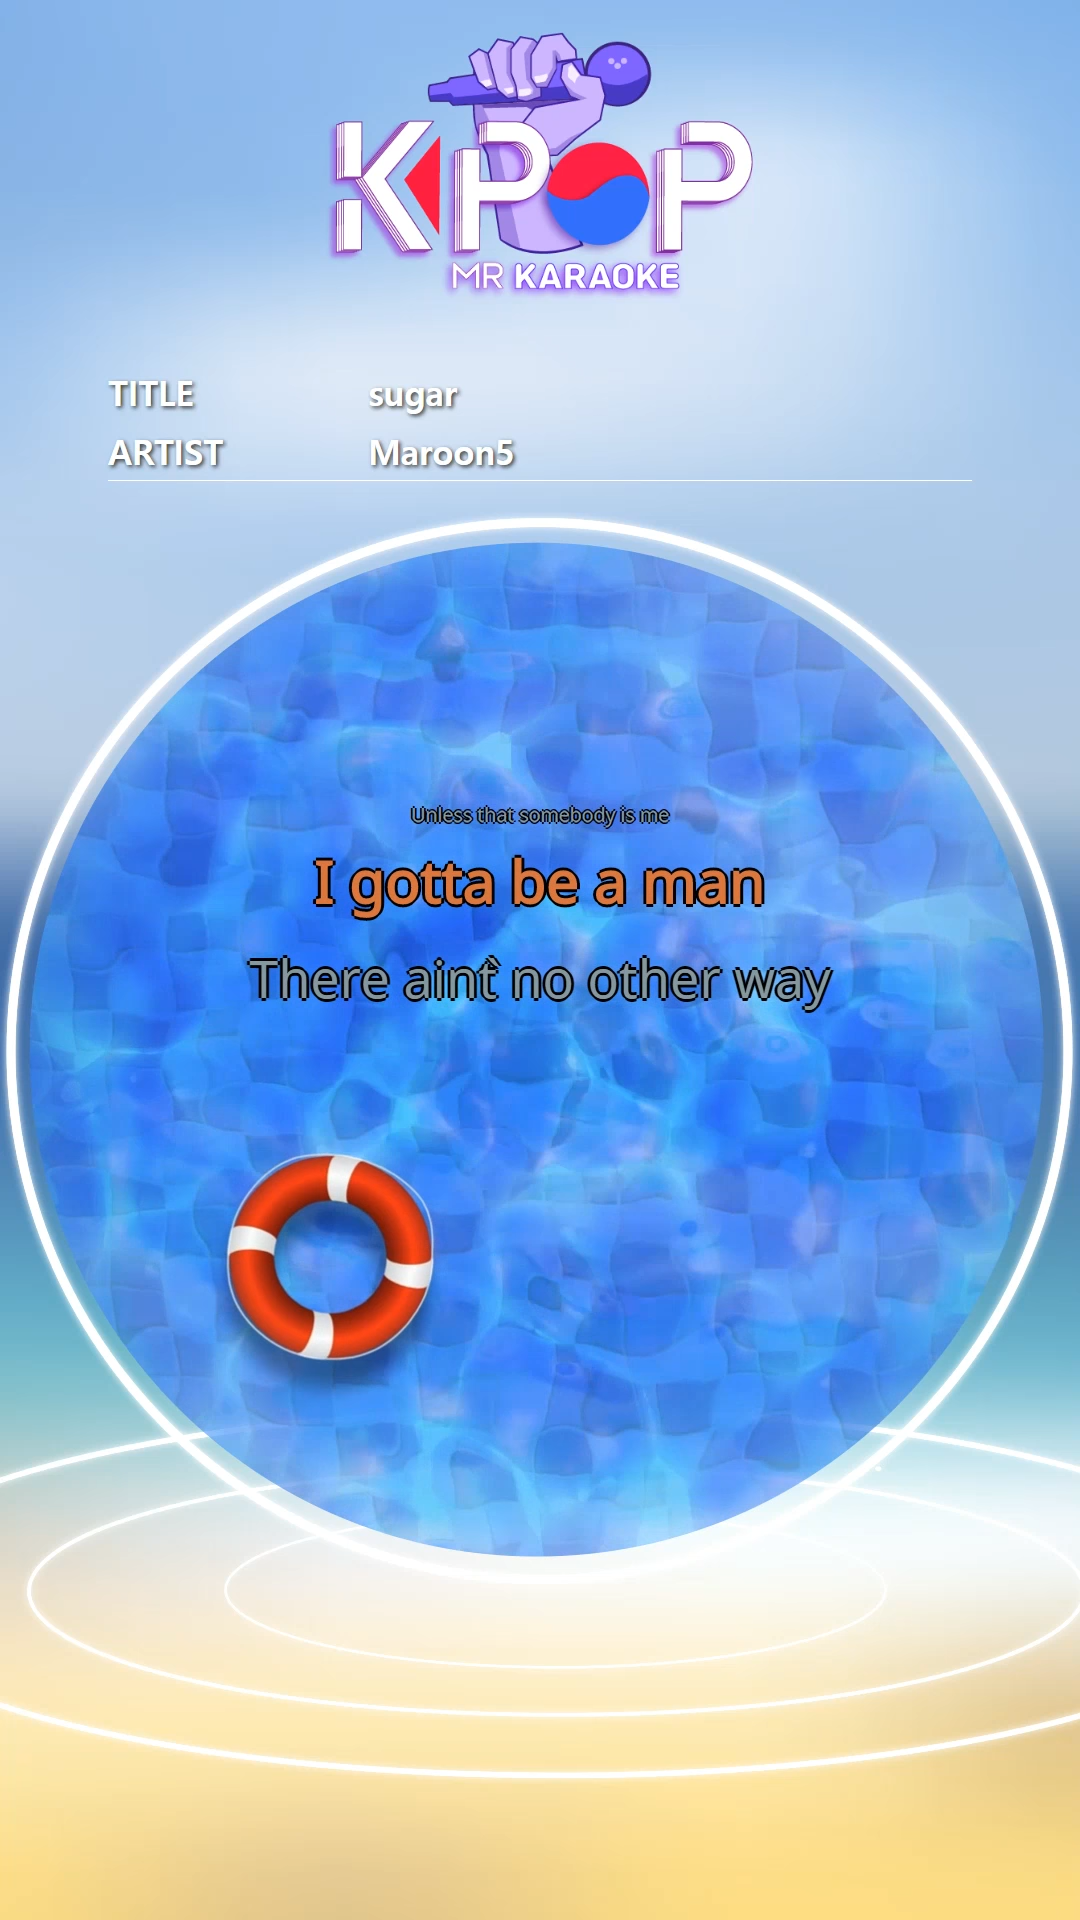 KPOP
MR KARAOKE
TITLE sugar
ARTIST Maroon5
Unless that somebody is me
I gotta be a man
There aint` no other way